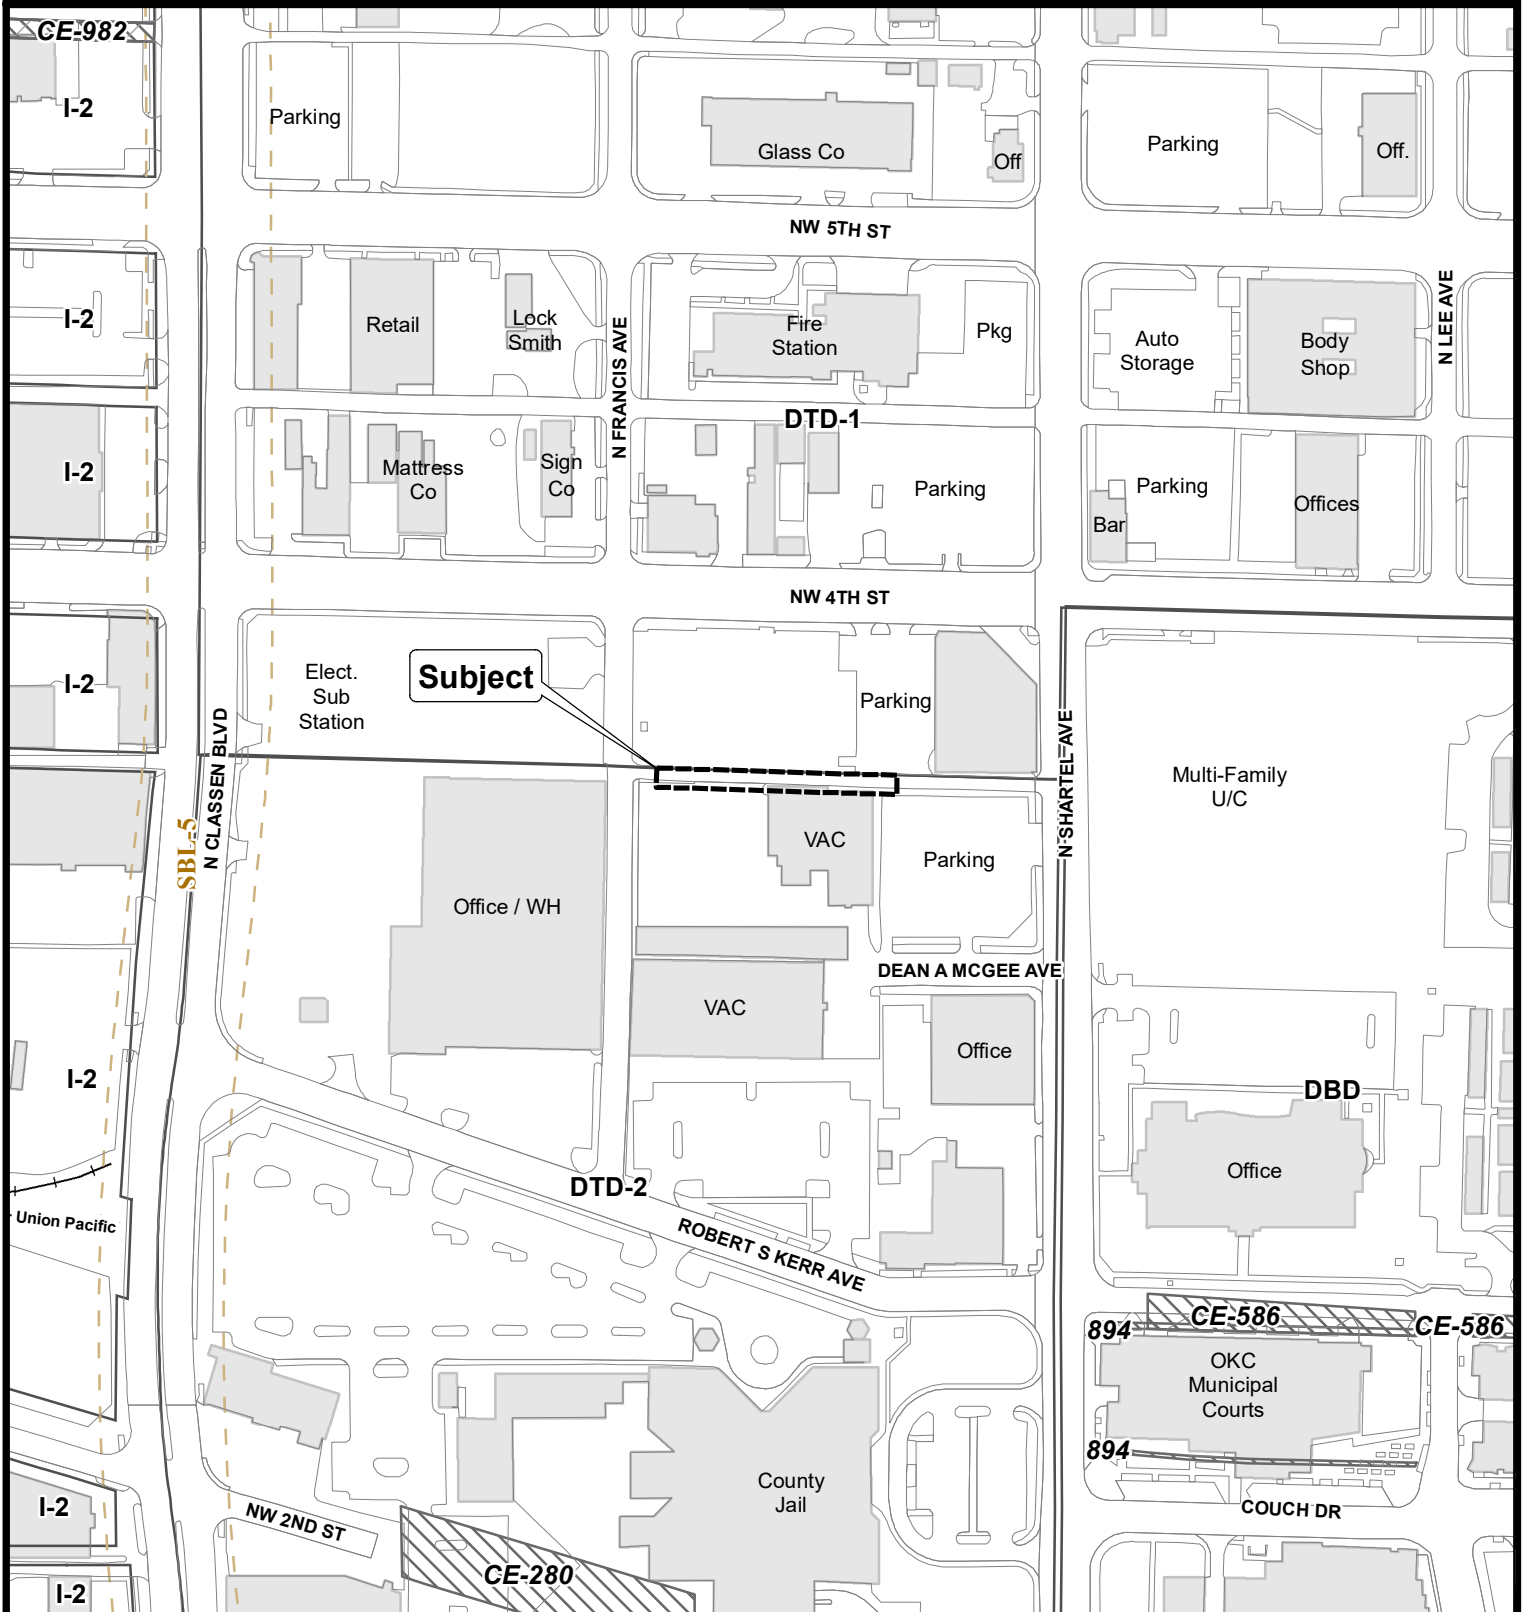 CE-982
I-2
Parking
Glass Co
Off
Parking
Off.
NW 5TH ST
I-2
Retail
Lock
Smith
N FRANCIS AVE
Fire
Station
Pkg
Auto
Storage
Body
Shop
N LEE AVE
DTD-1
I-2
Mattress
Co
Sign
Co
Parking
Bar
Parking
Offices
NW 4TH ST
I-2
Elect.
Sub
Station
Subject
Parking
N CLASSEN BLVD
SBL-5
N SHARTEL AVE
Multi-Family
U/C
VAC
Parking
Office / WH
DEAN A MCGEE AVE
VAC
Office
I-2
DBD
Office
DTD-2
Union Pacific
ROBERT S KERR AVE
CE-586
CE-586
894
OKC
Municipal
Courts
894
County
Jail
COUCH DR
I-2
NW 2ND ST
CE-280
I-2